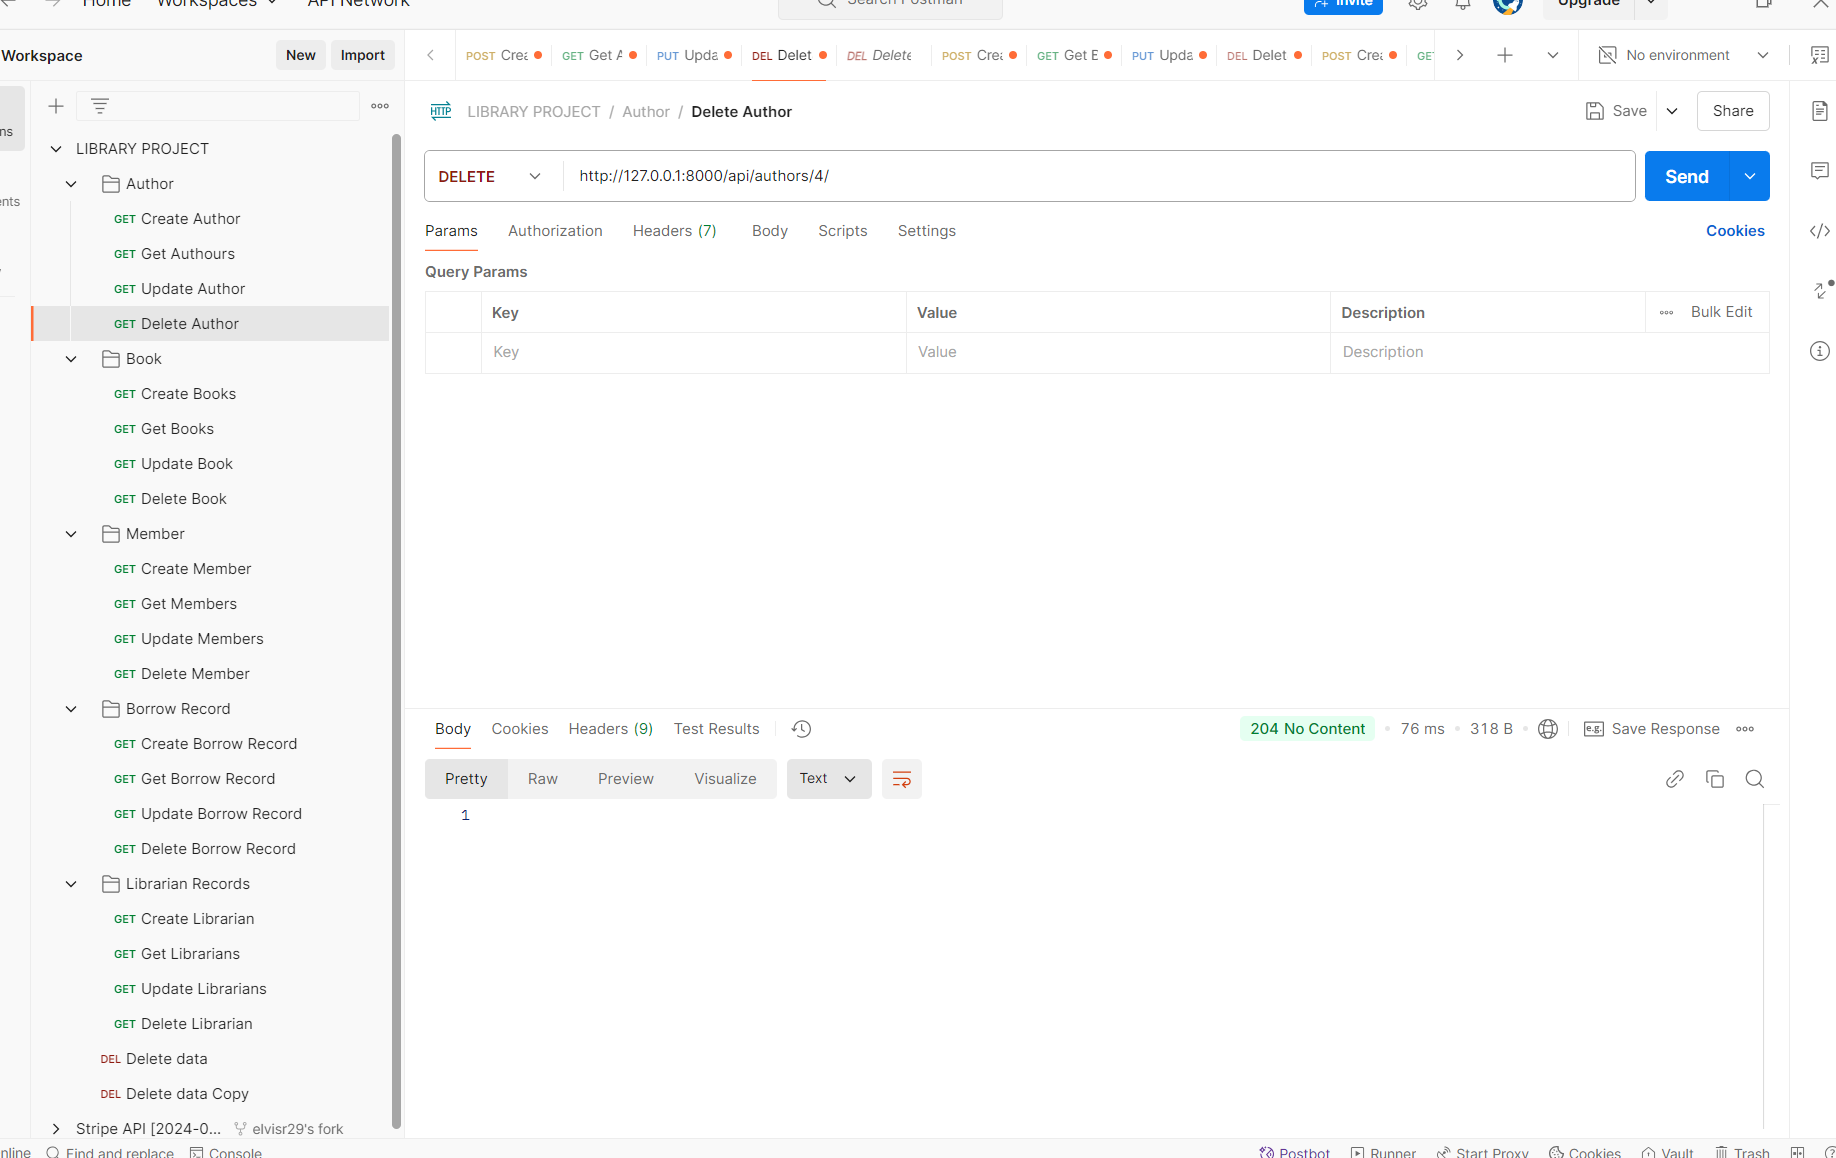 Home Workspaces API Network Search Postman Invite Upgrade
Workspace New Import
POST Crea GET Get A PUT Upda DEL Delet DEL Delete POST Crea GET Get B PUT Upda DEL Delet POST Crea GET No environment
LIBRARY PROJECT / Author / Delete Author Save Share
DELETE http://127.0.0.1:8000/api/authors/4/ Send
Params Authorization Headers (7) Body Scripts Settings Cookies
Query Params
Key Value Description Bulk Edit
Key Value Description
ns
ents
LIBRARY PROJECT
Author
GET Create Author
GET Get Authours
GET Update Author
GET Delete Author
Book
GET Create Books
GET Get Books
GET Update Book
GET Delete Book
Member
GET Create Member
GET Get Members
GET Update Members
GET Delete Member
Borrow Record
GET Create Borrow Record
GET Get Borrow Record
GET Update Borrow Record
GET Delete Borrow Record
Librarian Records
GET Create Librarian
GET Get Librarians
GET Update Librarians
GET Delete Librarian
DEL Delete data
DEL Delete data Copy
Stripe API [2024-0... elvisr29's fork
Body Cookies Headers (9) Test Results 204 No Content 76 ms 318 B e.g. Save Response
Pretty Raw Preview Visualize Text
1
nline Find and replace Console Postbot Runner Start Proxy Cookies Vault Trash